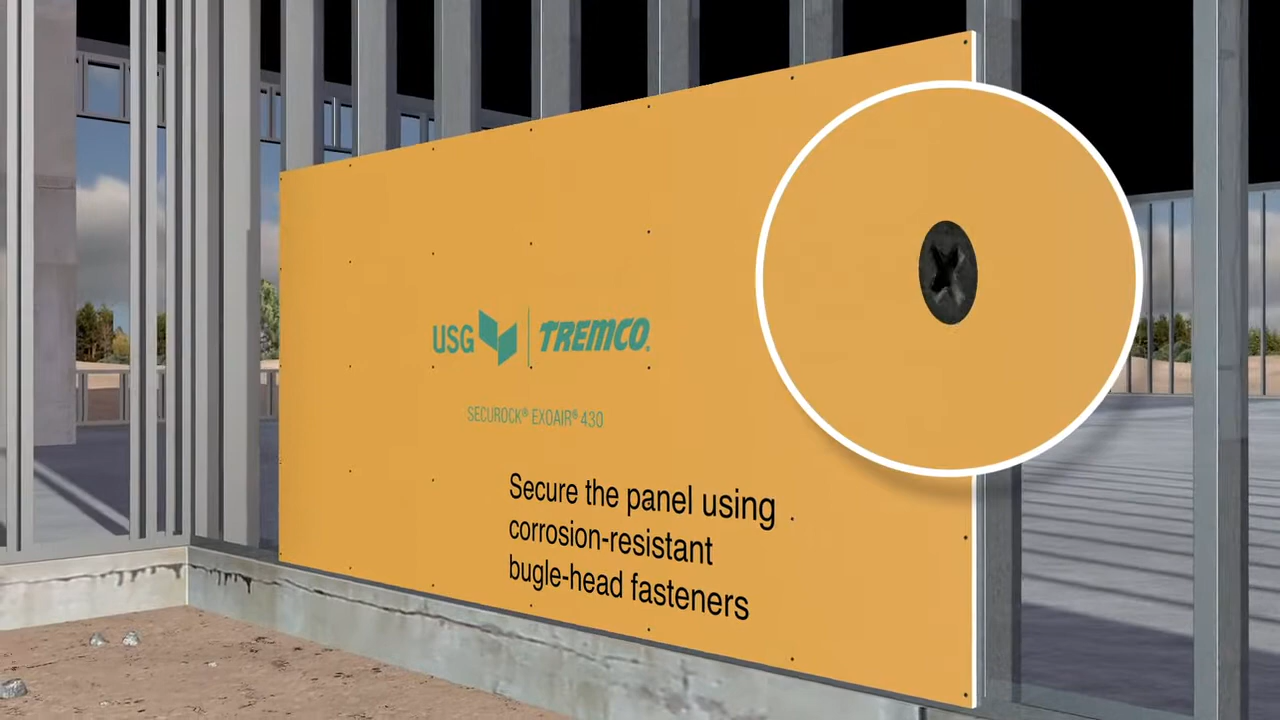 USG TREMCO
SECUROCK® EXOAIR® 430
Secure the panel using
corrosion-resistant
bugle-head fasteners